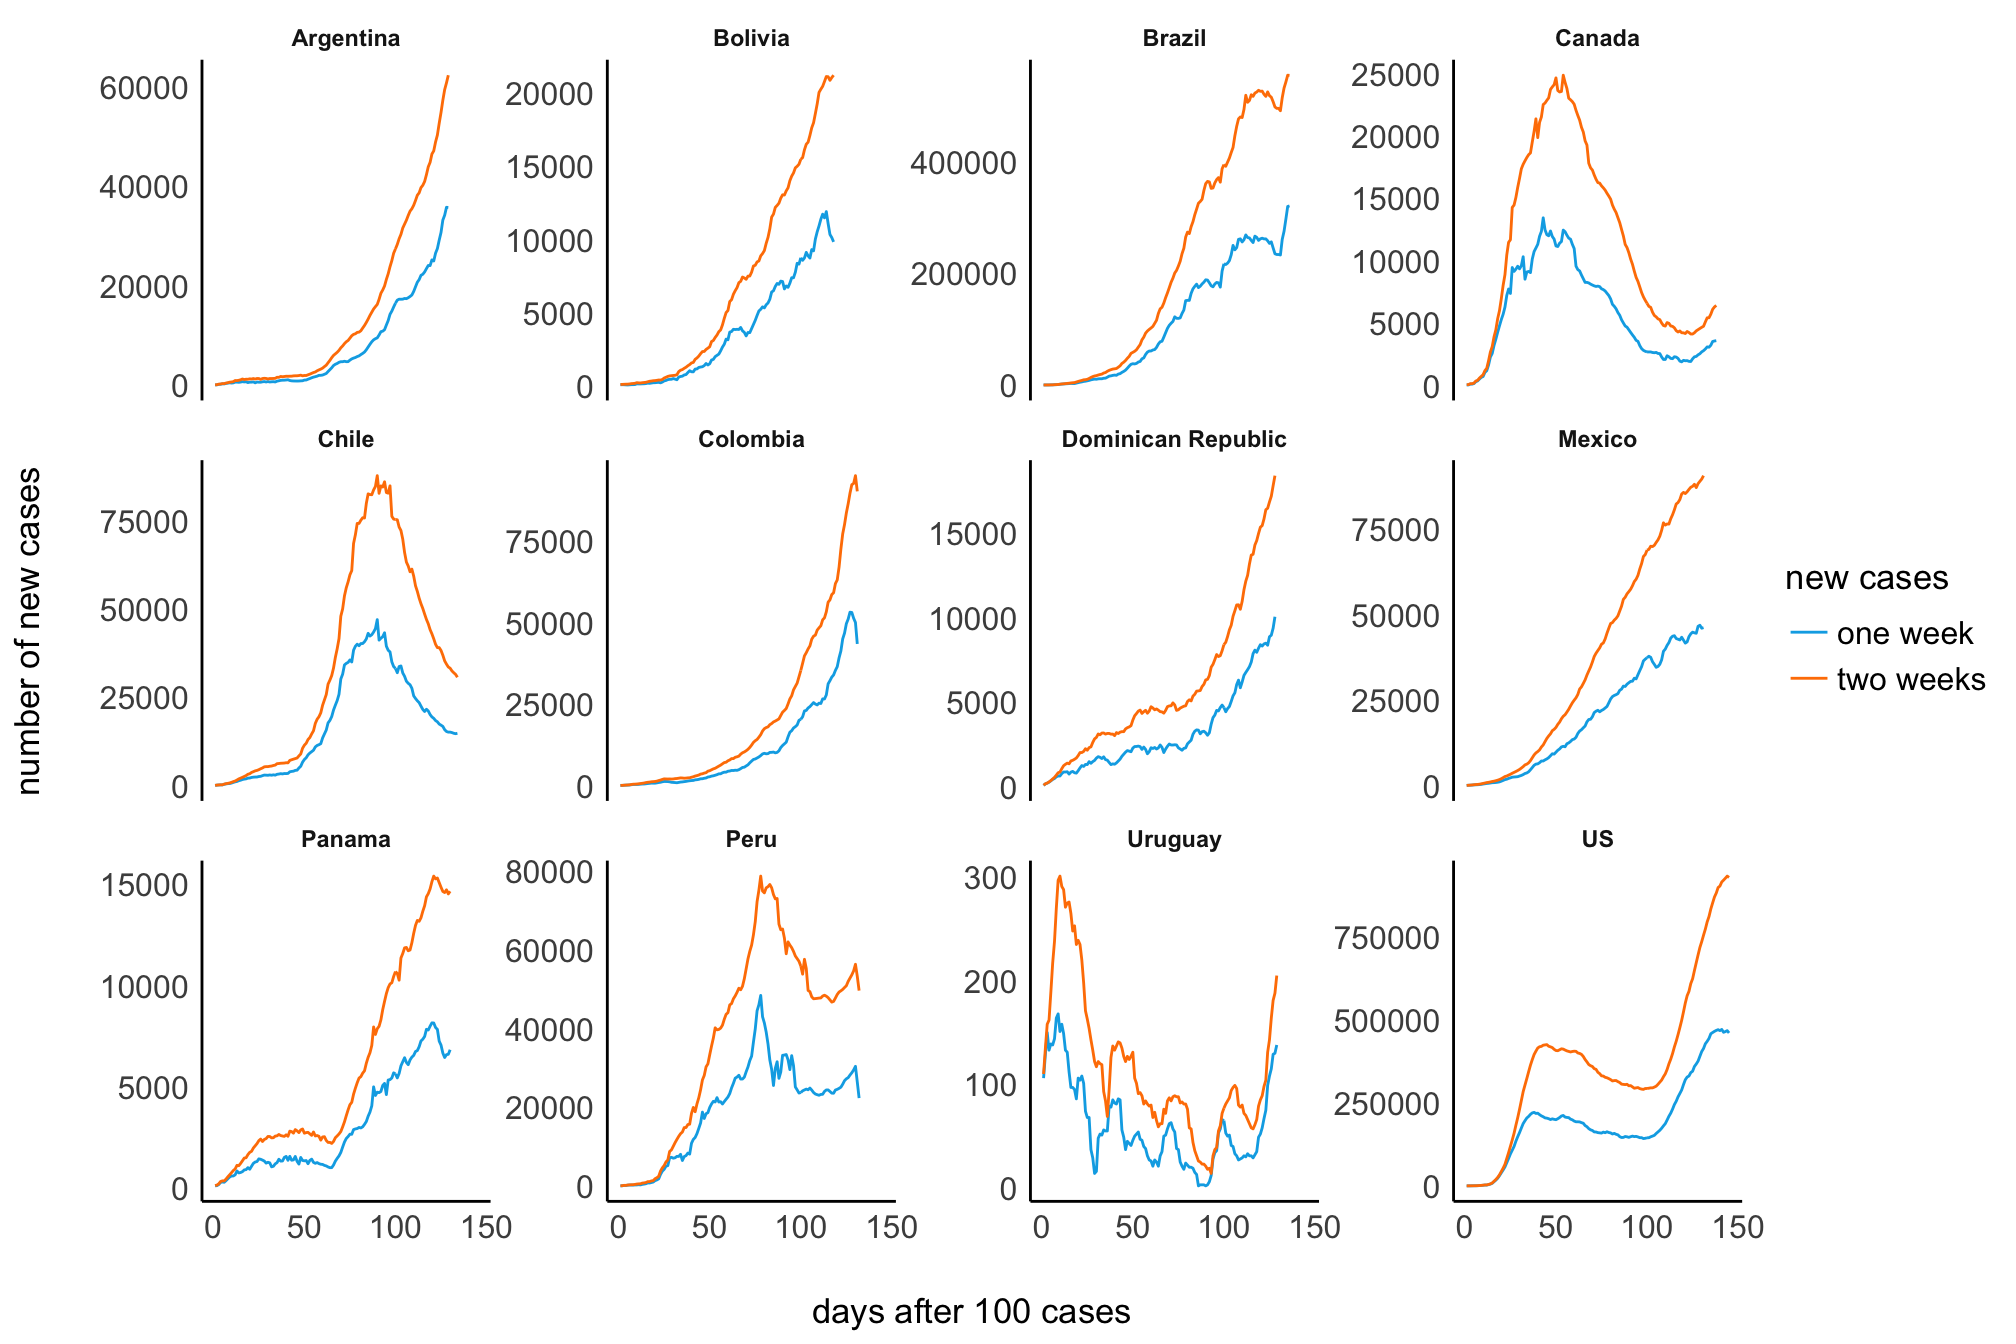 Argentina
Bolivia
Brazil
Canada
60000
40000
20000
0
20000
15000
10000
5000
0
400000
200000
0
25000
20000
15000
10000
5000
0
Chile
Colombia
Dominican Republic
Mexico
75000
50000
25000
0
75000
50000
25000
0
15000
10000
5000
0
75000
50000
25000
0
Panama
Peru
Uruguay
US
15000
10000
5000
0
80000
60000
40000
20000
0
300
200
100
0
750000
500000
250000
0
0 50 100 150
0 50 100 150
0 50 100 150
0 50 100 150
days after 100 cases
number of new cases
new cases
one week
two weeks